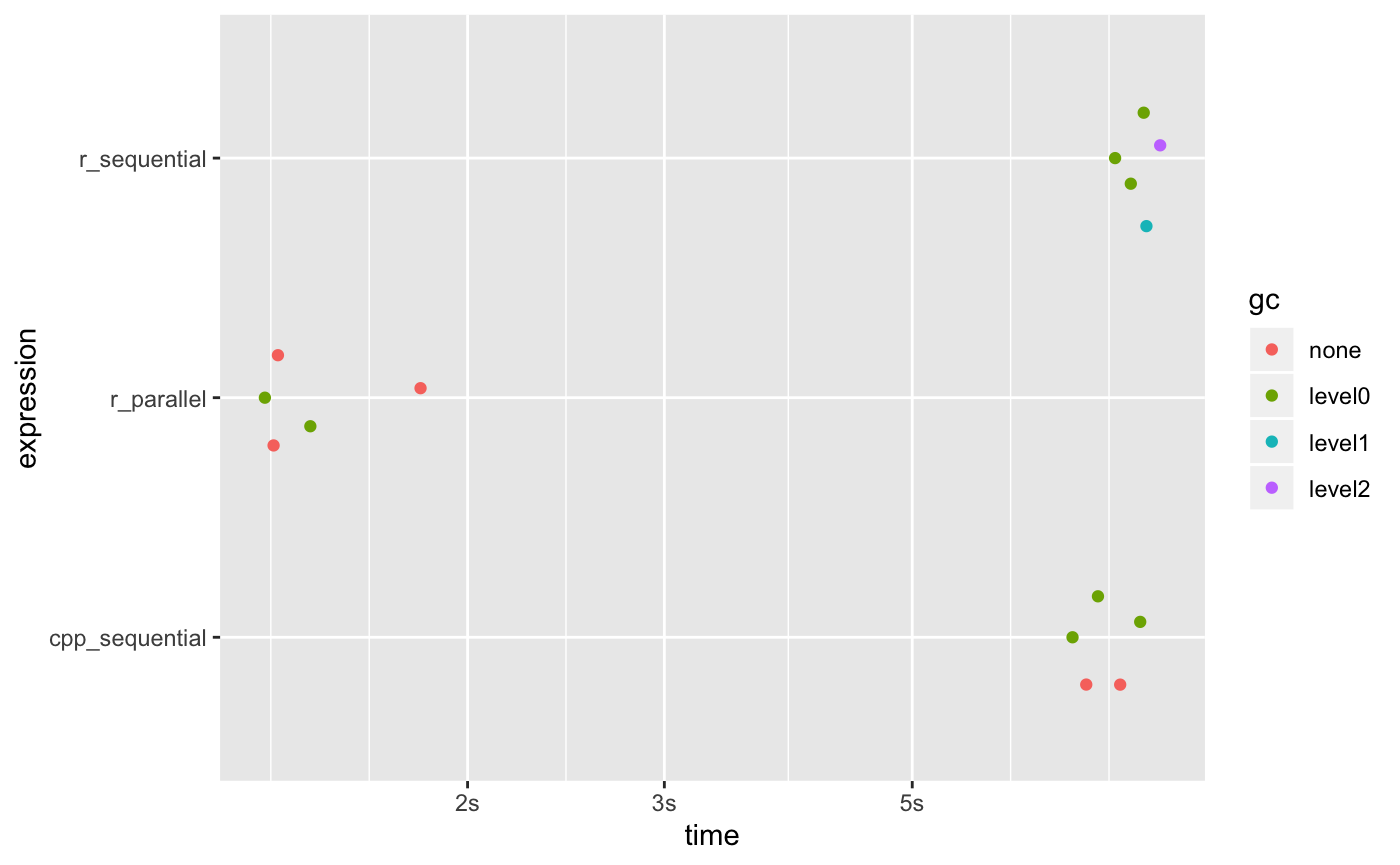 r_sequential
r_parallel
cpp_sequential
expression
2s 3s 5s
time
gc
none
level0
level1
level2